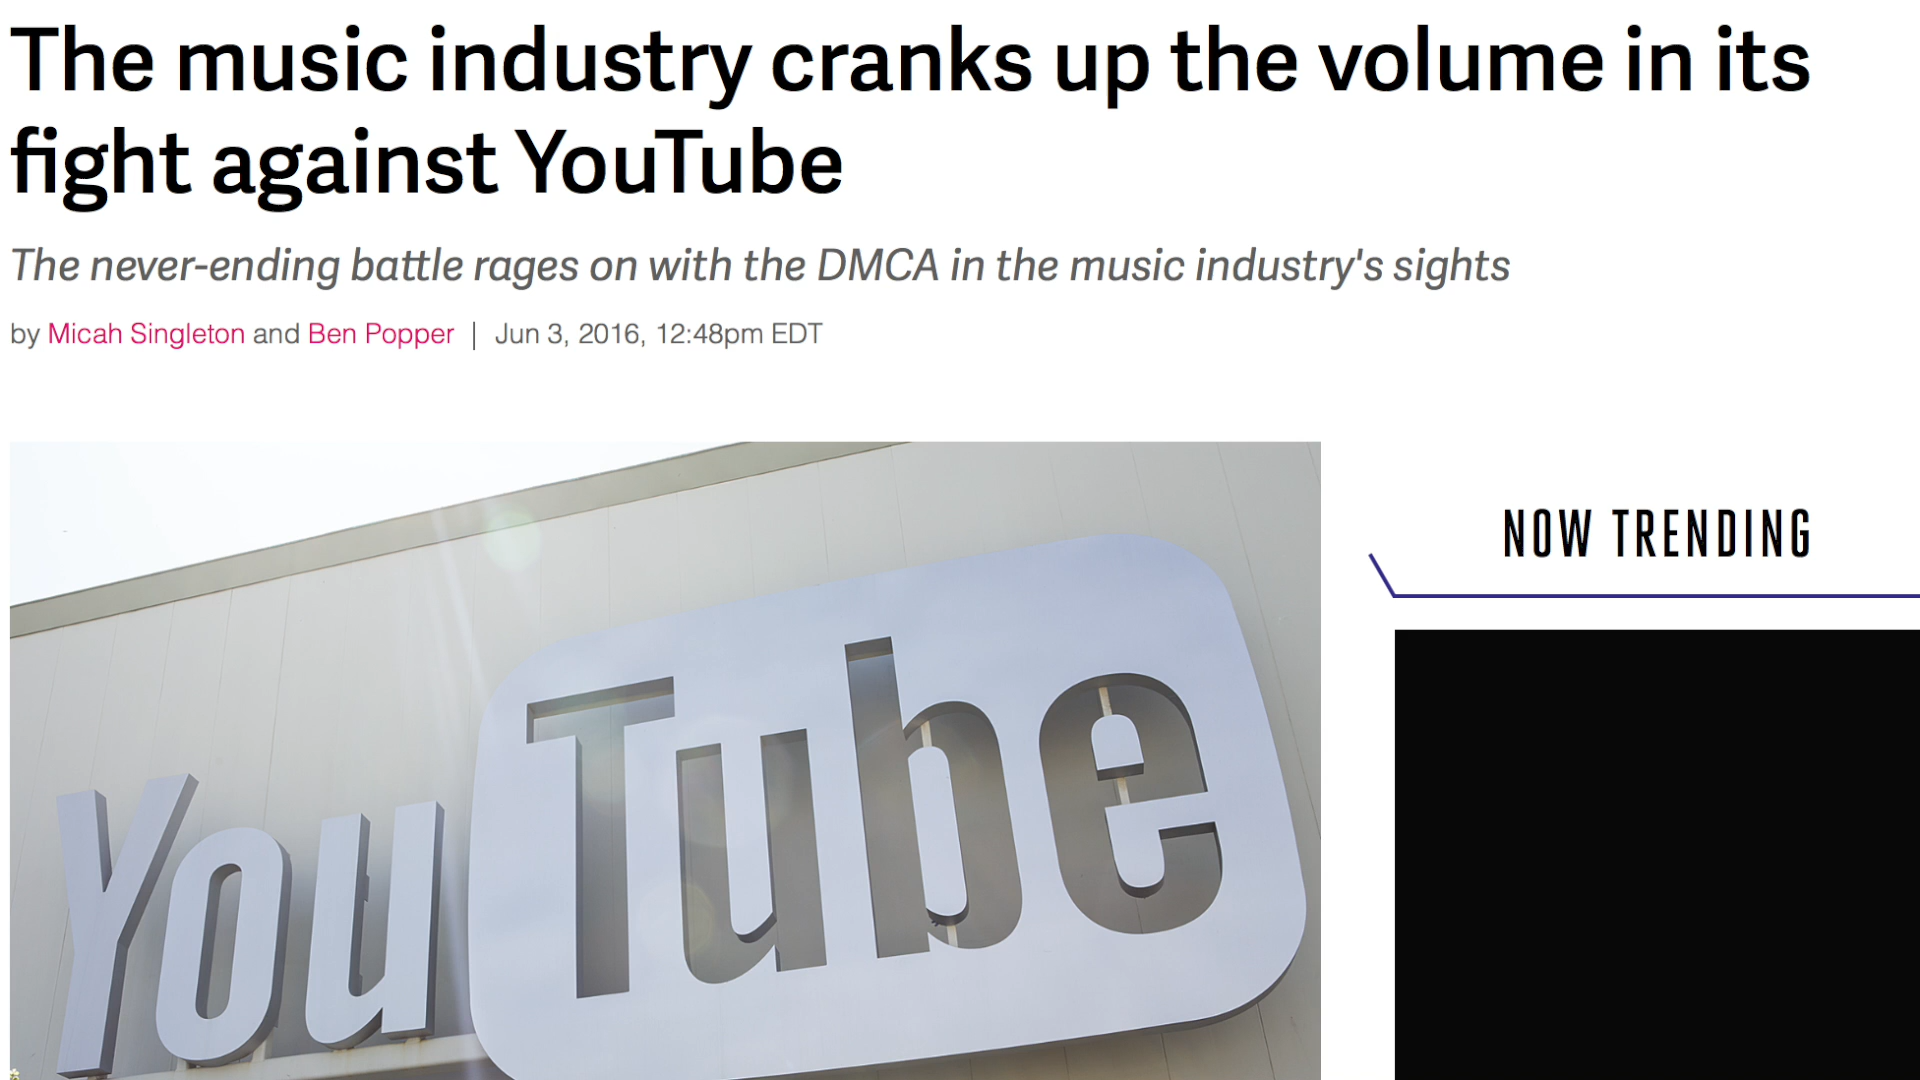 The music industry cranks up the volume in its
fight against YouTube
The never-ending battle rages on with the DMCA in the music industry's sights
by Micah Singleton and Ben Popper | Jun 3, 2016, 12:48pm EDT
NOW TRENDING
YouTube